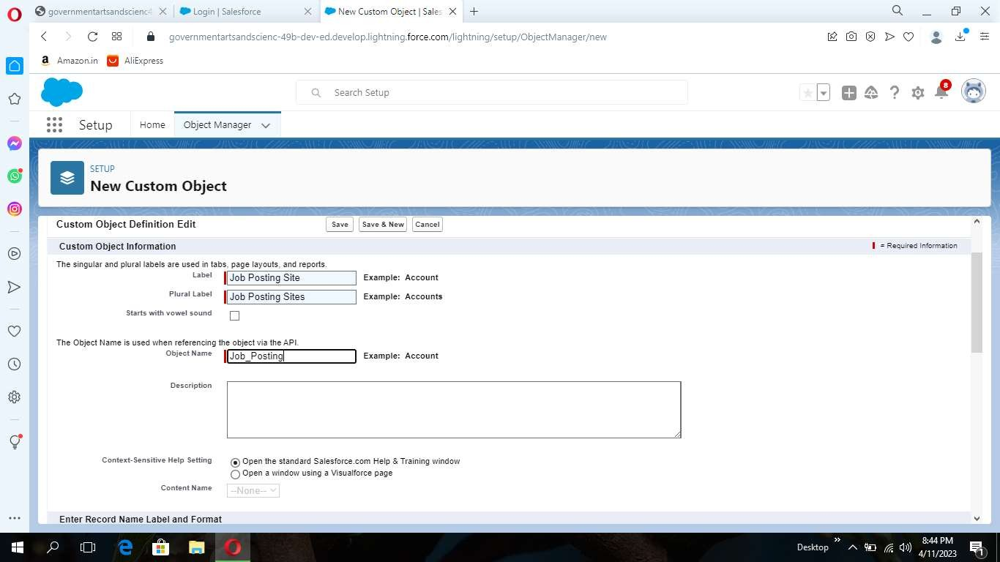 governmentartsandscienc4
Login | Salesforce
New Custom Object | Sales
governmentartsandscienc-49b-dev-ed.develop.lightning.force.com/lightning/setup/ObjectManager/new
a Amazon.in AliExpress
Search Setup
8
Setup Home Object Manager
SETUP
New Custom Object
Custom Object Definition Edit Save Save & New Cancel
Custom Object Information = Required Information
The singular and plural labels are used in tabs, page layouts, and reports.
Label Job Posting Site Example: Account
Plural Label Job Posting Sites Example: Accounts
Starts with vowel sound
The Object Name is used when referencing the object via the API.
Object Name Job_Posting Example: Account
Description
Context-Sensitive Help Setting Open the standard Salesforce.com Help & Training window
Open a window using a Visualforce page
Content Name --None--
Enter Record Name Label and Format
Desktop 8:44 PM
4/11/2023
1